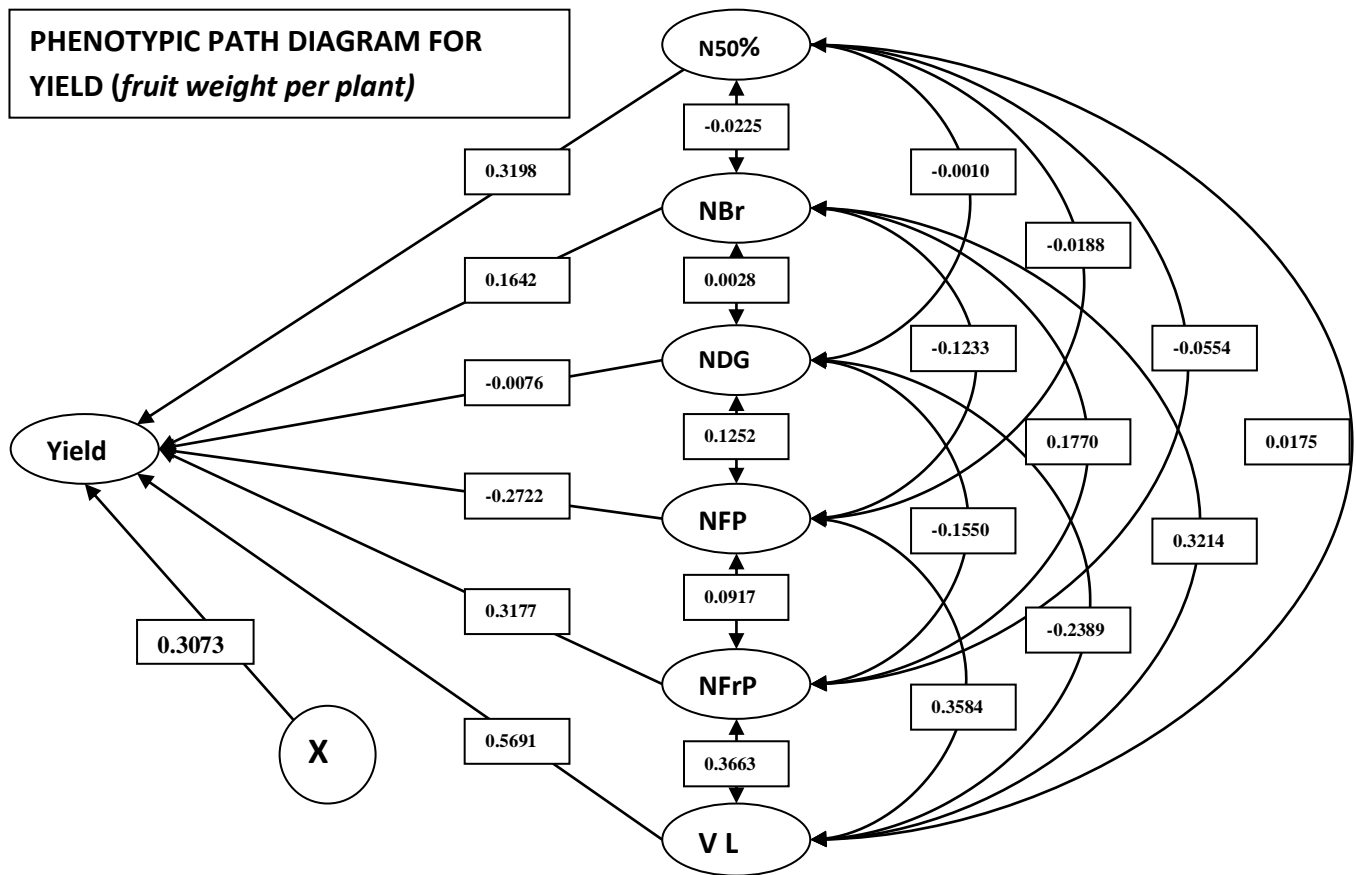 PHENOTYPIC PATH DIAGRAM FOR
YIELD (fruit weight per plant)
N50%
-0.0225
0.3198
-0.0010
NBr
-0.0188
0.1642
0.0028
-0.1233
-0.0554
NDG
-0.0076
0.1252
0.1770
0.0175
Yield
-0.2722
NFP
-0.1550
0.3214
0.3177
0.0917
-0.2389
0.3073
NFrP
0.3584
0.5691
X
0.3663
V L